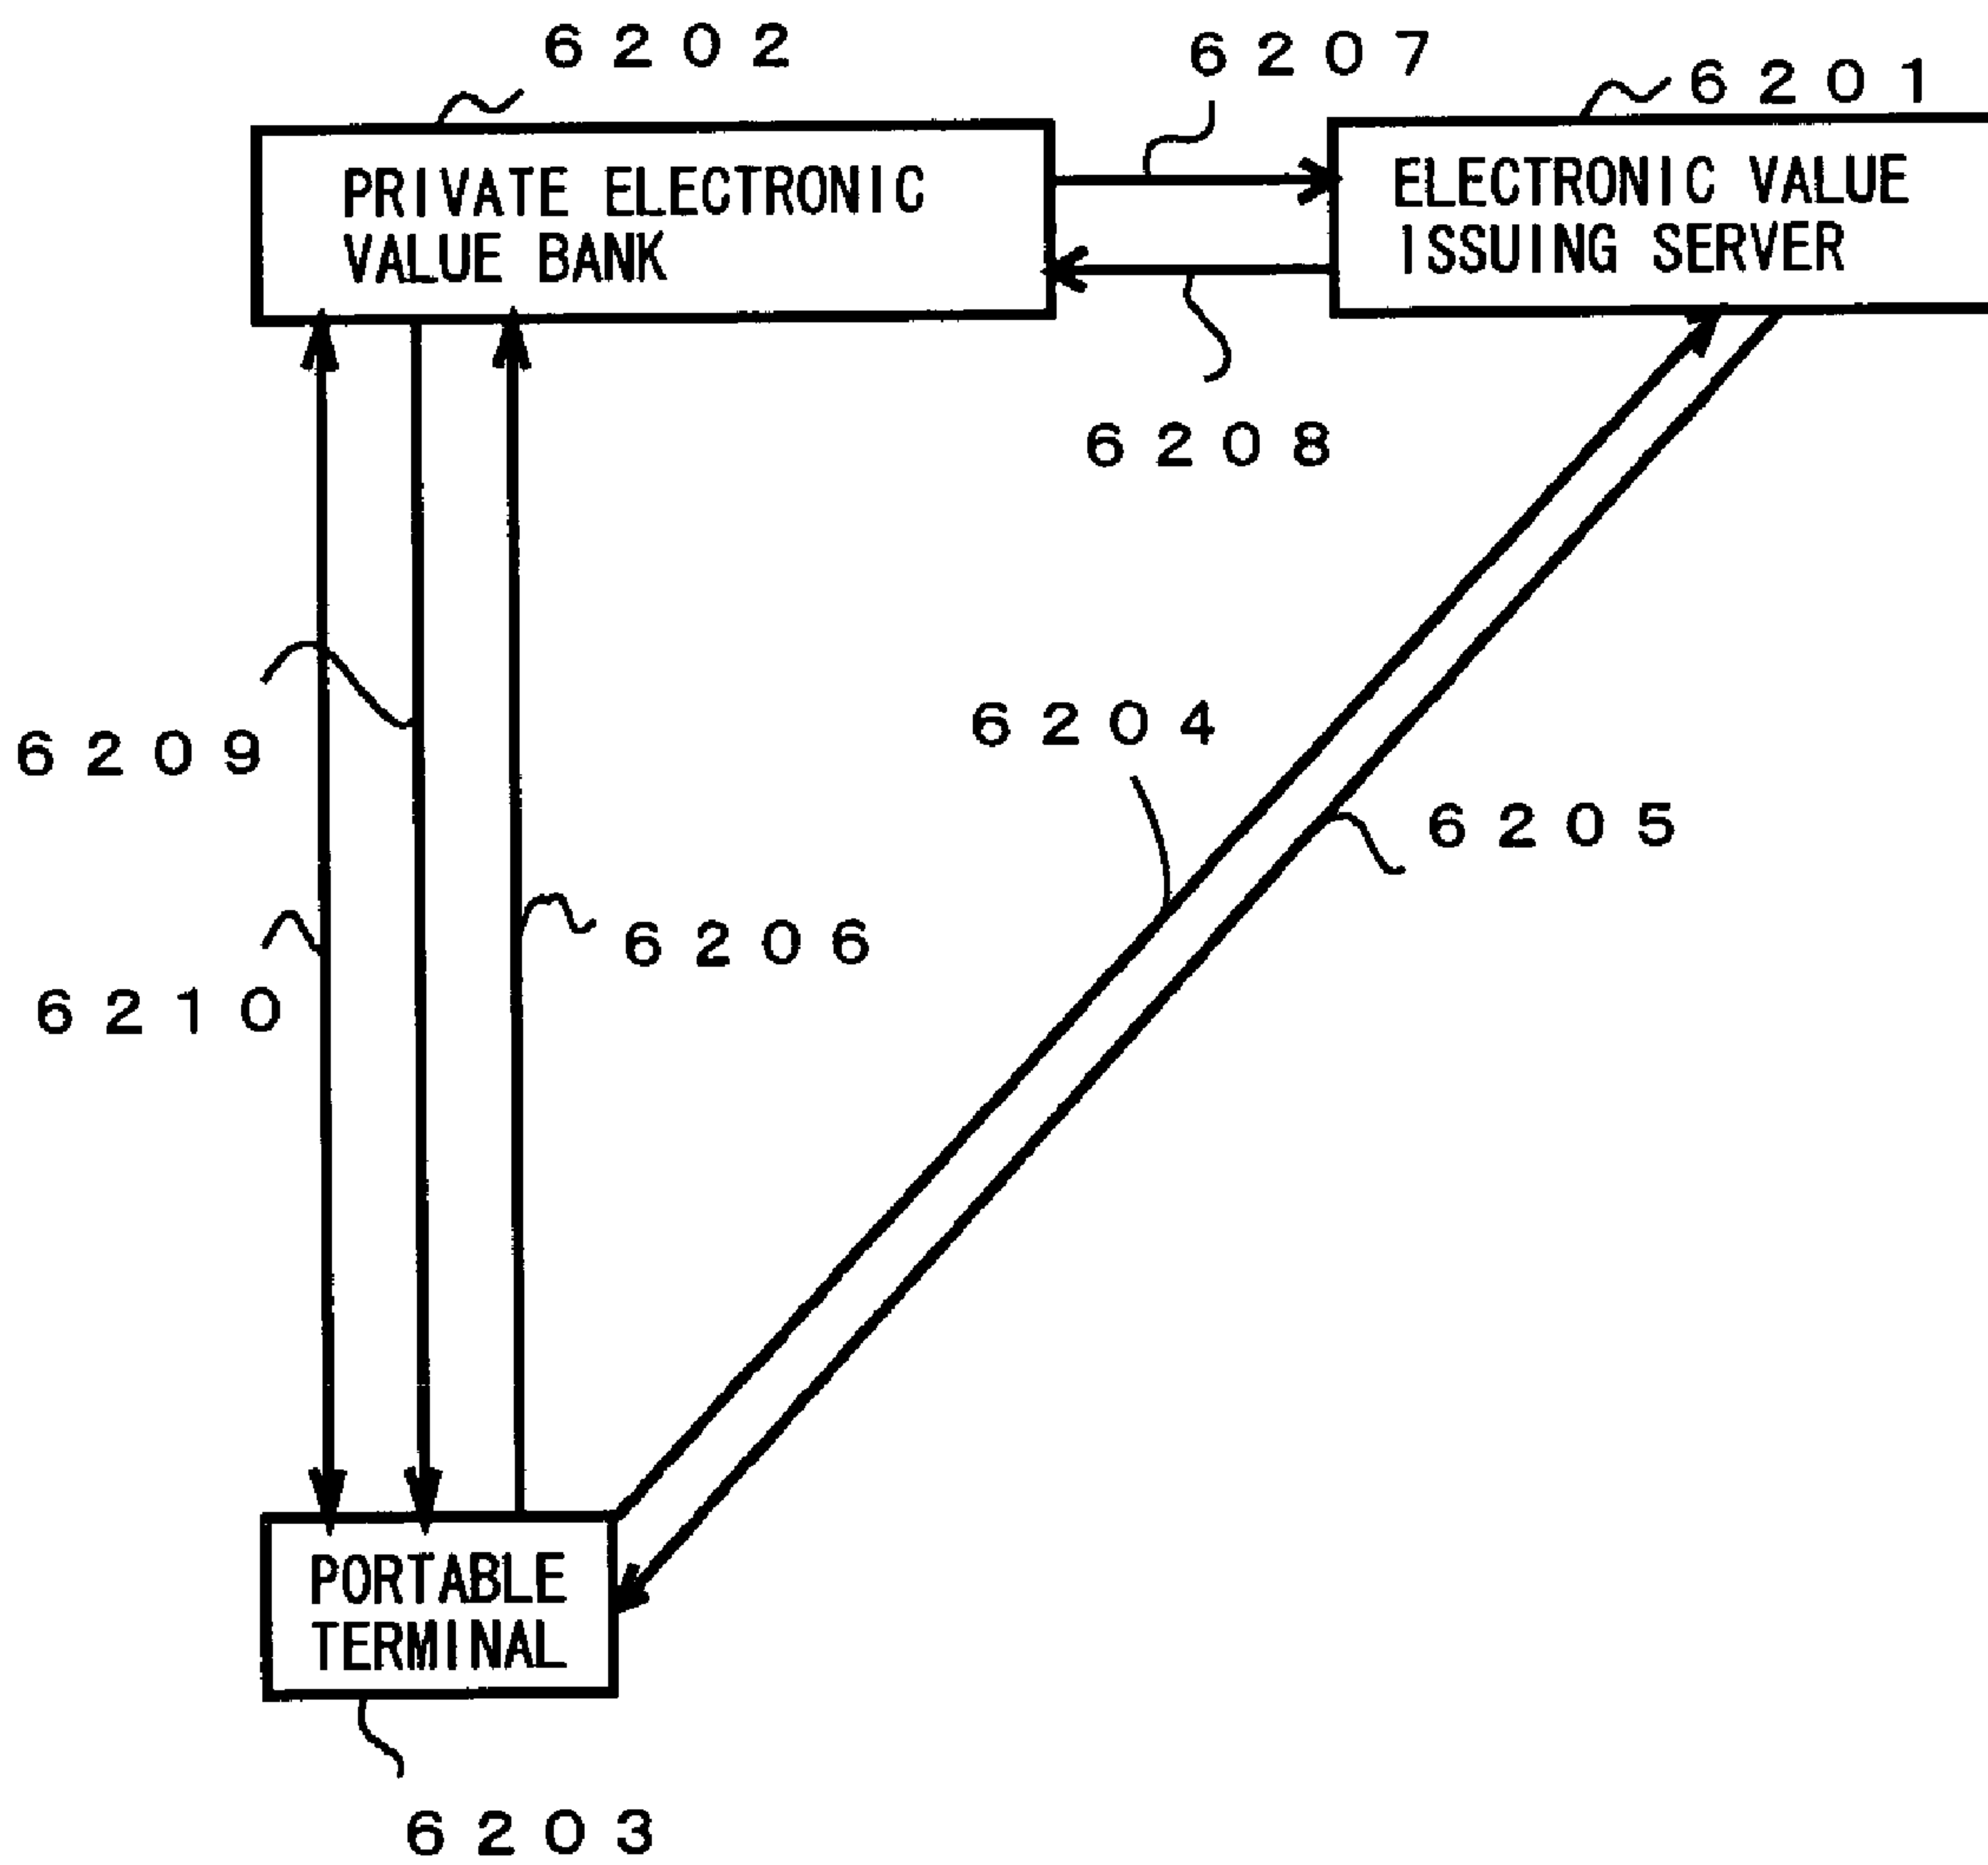 6202
6207
6201
PRIVATE ELECTRONIC
VALUE BANK
ELECTRONIC VALUE
ISSUING SERVER
6208
6209
6204
6205
6206
6210
PORTABLE
TERMINAL
6203